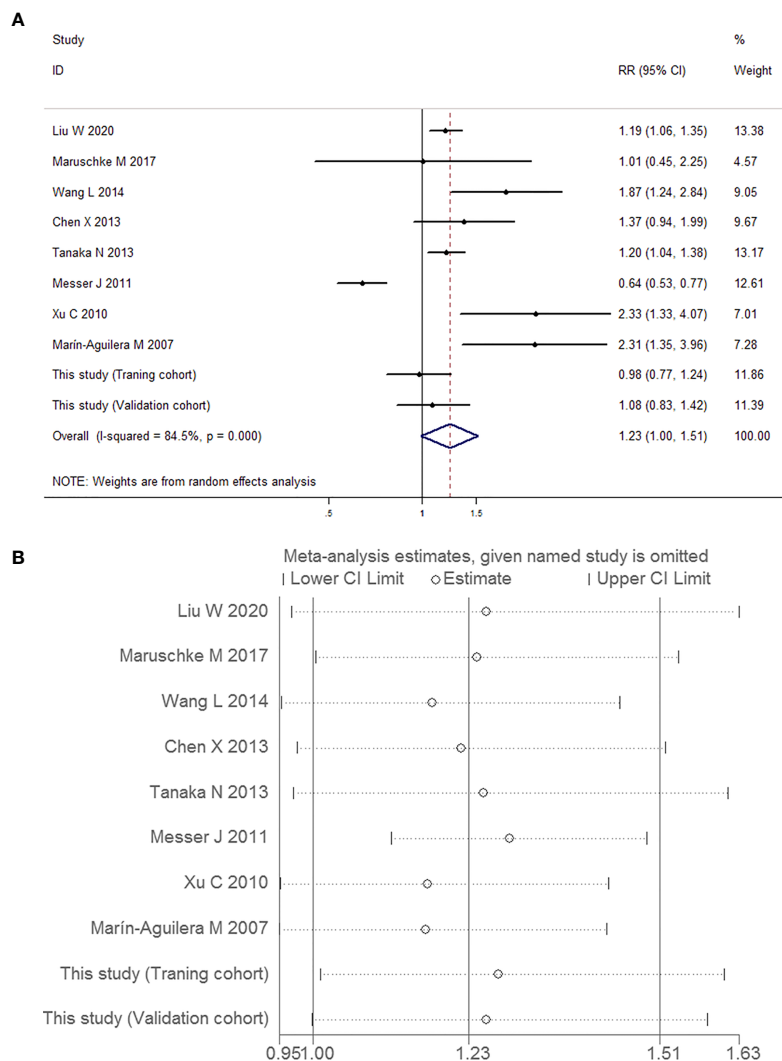 A
Study %
ID RR (95% CI) Weight
Liu W 2020 1.19 (1.06, 1.35) 13.38
Maruschke M 2017 1.01 (0.45, 2.25) 4.57
Wang L 2014 1.87 (1.24, 2.84) 9.05
Chen X 2013 1.37 (0.94, 1.99) 9.67
Tanaka N 2013 1.20 (1.04, 1.38) 13.17
Messer J 2011 0.64 (0.53, 0.77) 12.61
Xu C 2010 2.33 (1.33, 4.07) 7.01
Marín-Aguilera M 2007 2.31 (1.35, 3.96) 7.28
This study (Traning cohort) 0.98 (0.77, 1.24) 11.86
This study (Validation cohort) 1.08 (0.83, 1.42) 11.39
Overall (I-squared = 84.5%, p = 0.000) 1.23 (1.00, 1.51) 100.00
NOTE: Weights are from random effects analysis
.5 1 1.5
B
Meta-analysis estimates, given named study is omitted
Lower CI Limit Estimate Upper CI Limit
Liu W 2020
Maruschke M 2017
Wang L 2014
Chen X 2013
Tanaka N 2013
Messer J 2011
Xu C 2010
Marín-Aguilera M 2007
This study (Traning cohort)
This study (Validation cohort)
0.95 1.00 1.23 1.51 1.63